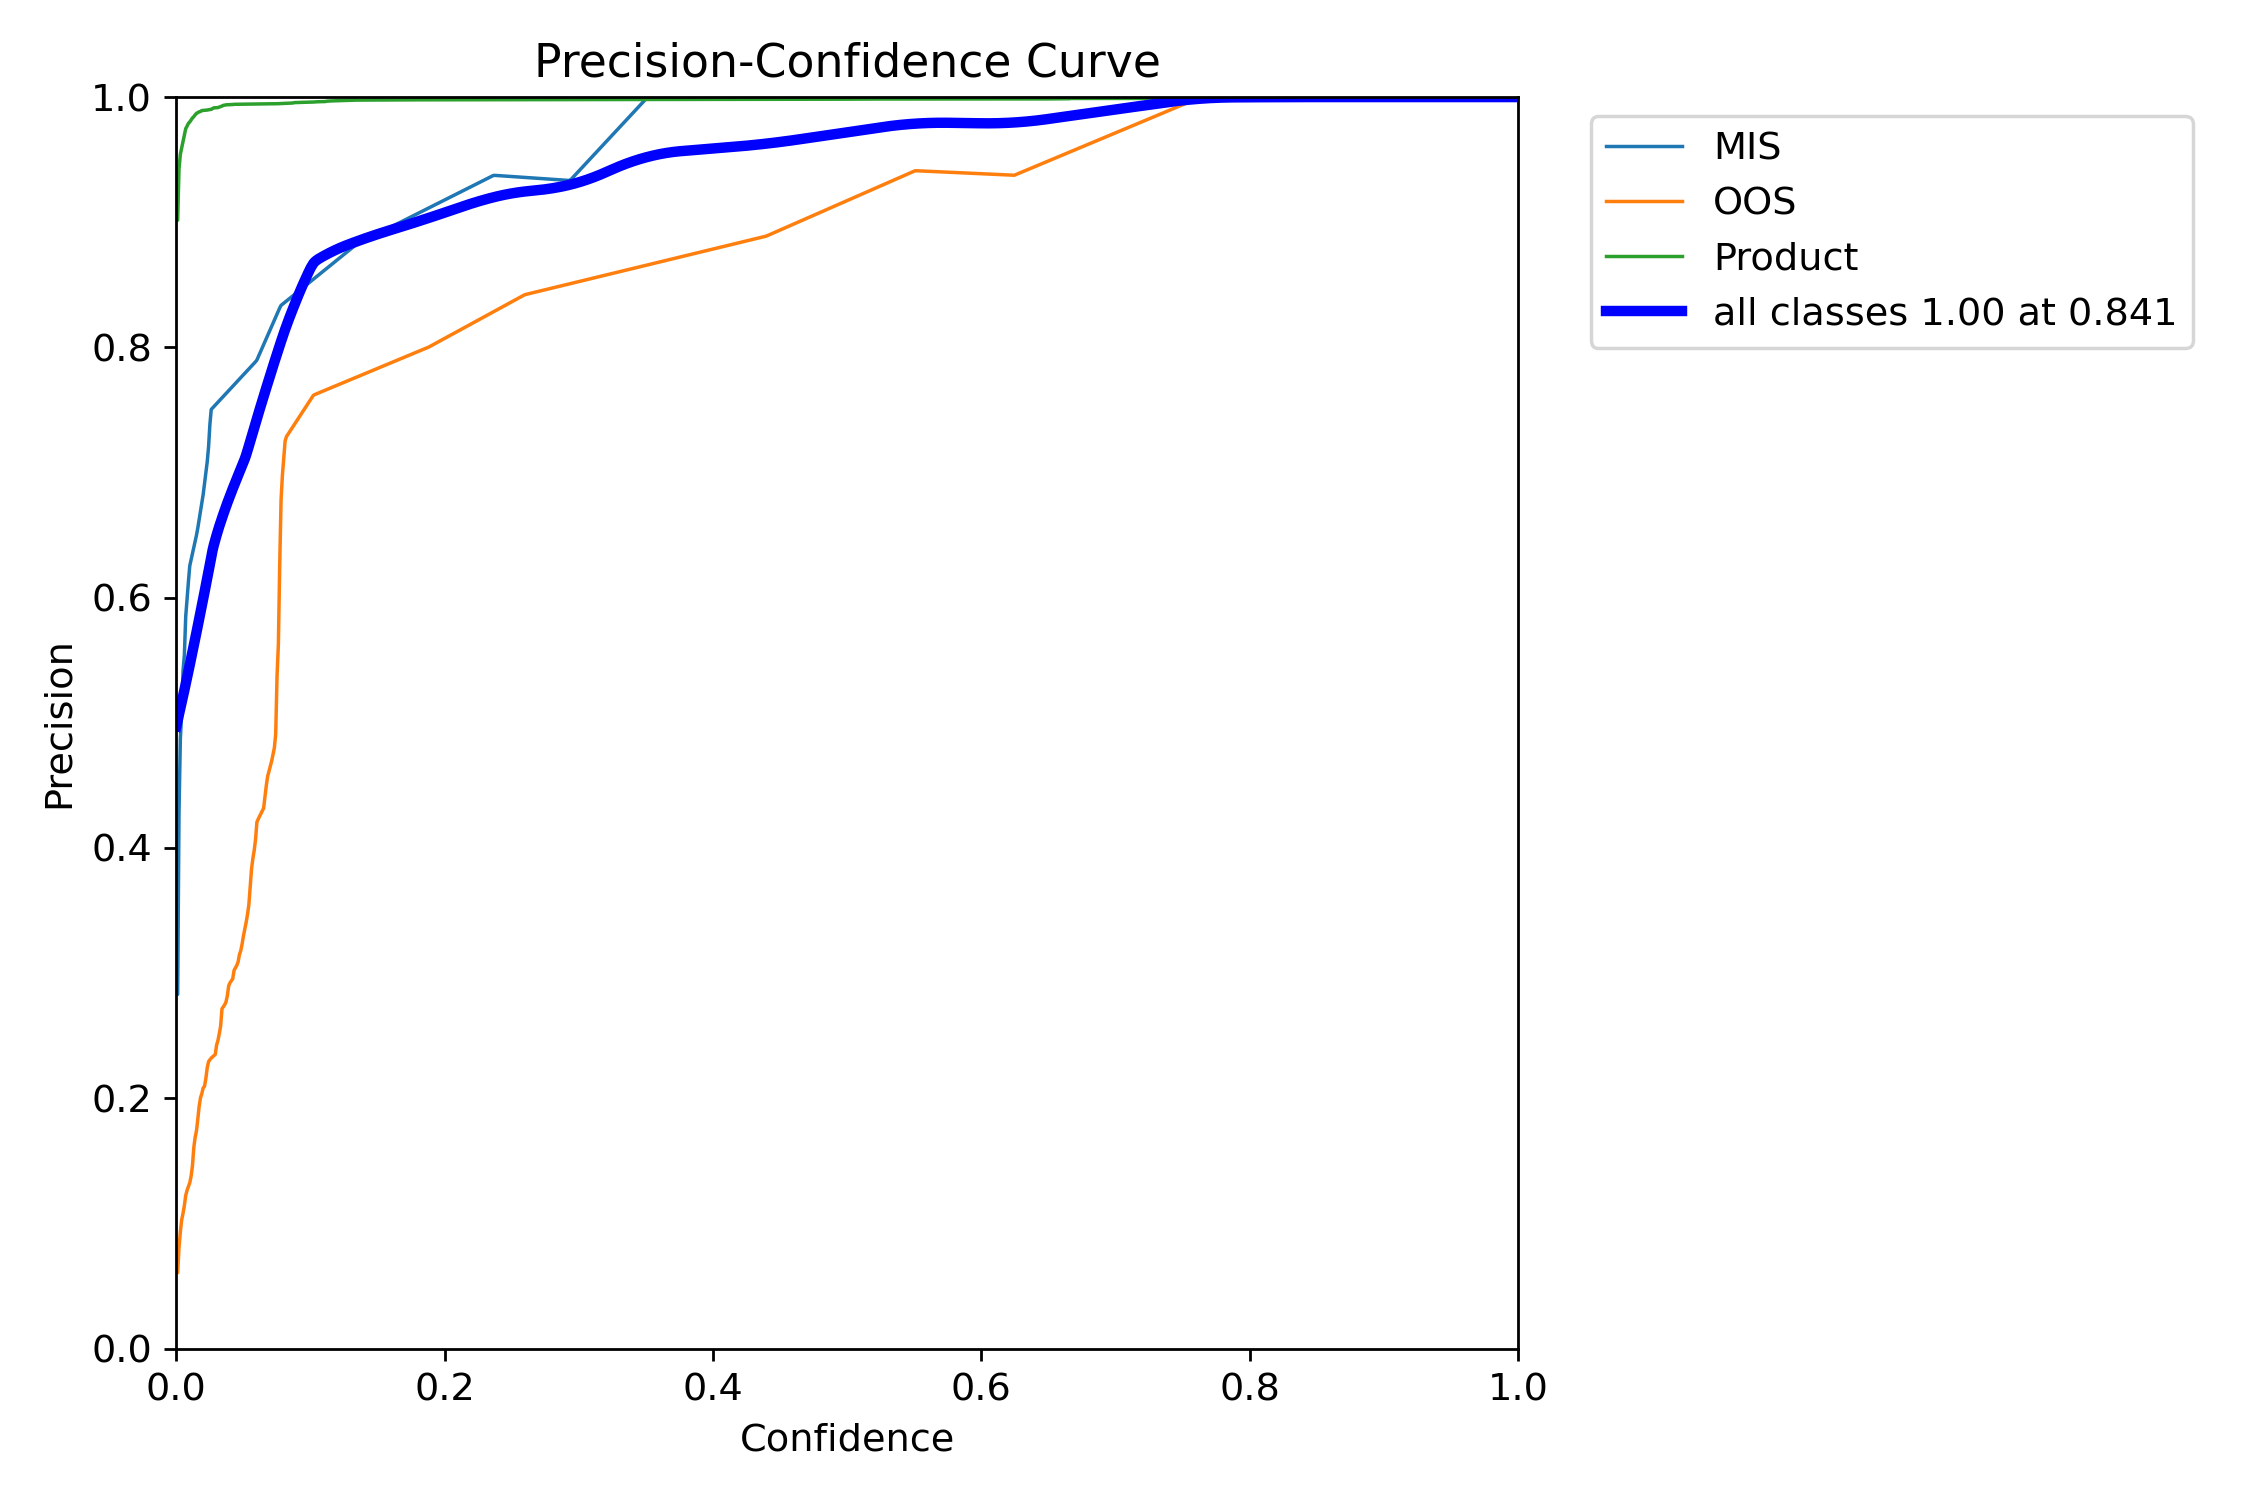 Precision-Confidence Curve
1.0
0.8
0.6
0.4
0.2
0.0
Precision
0.0 0.2 0.4 0.6 0.8 1.0
Confidence
MIS
OOS
Product
all classes 1.00 at 0.841